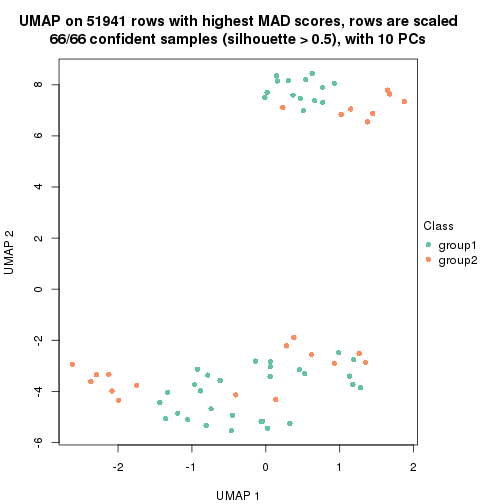 UMAP on 51941 rows with highest MAD scores, rows are scaled
66/66 confident samples (silhouette > 0.5), with 10 PCs
8
6
4
2
0
-2
-4
-6
UMAP 2
-2
-1
0
1
2
UMAP 1
Class
group1
group2